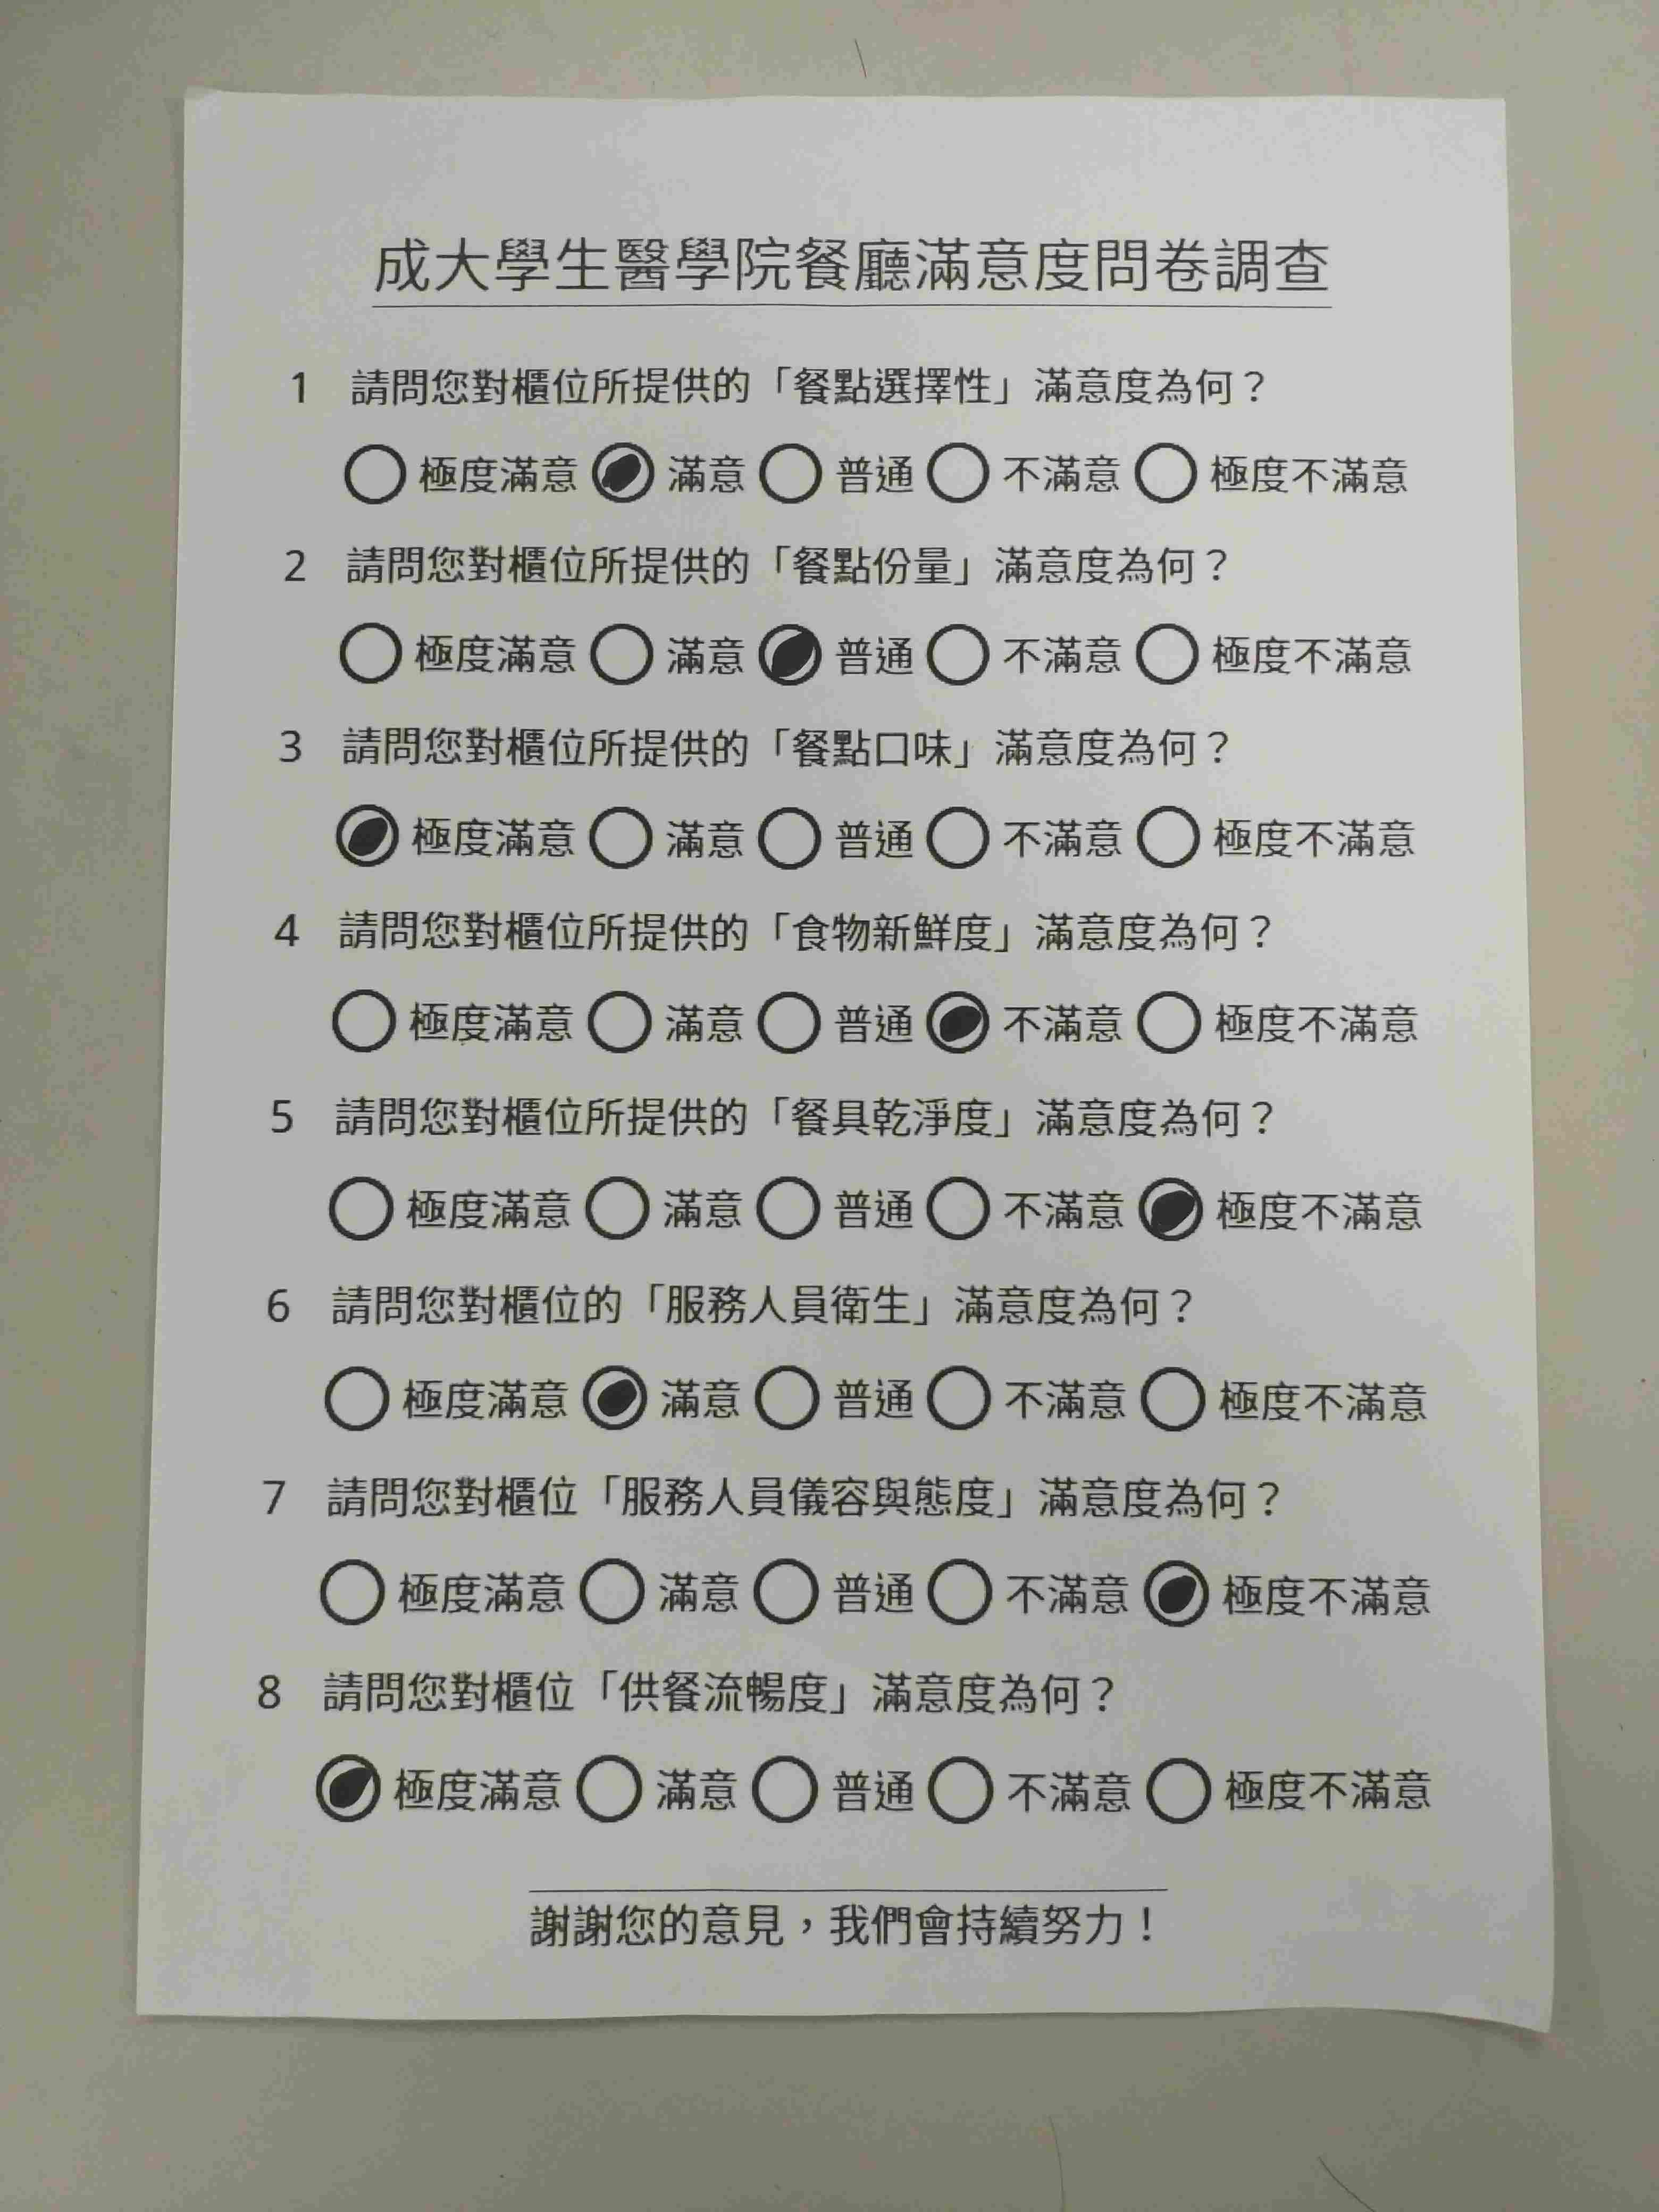 成大學生醫學院餐廳滿意度問卷調查
1 請問您對櫃位所提供的「餐點選擇性」滿意度為何？
極度滿意 滿意 普通 不滿意 極度不滿意
2 請問您對櫃位所提供的「餐點份量」滿意度為何？
極度滿意 滿意 普通 不滿意 極度不滿意
3 請問您對櫃位所提供的「餐點口味」滿意度為何？
極度滿意 滿意 普通 不滿意 極度不滿意
4 請問您對櫃位所提供的「食物新鮮度」滿意度為何？
極度滿意 滿意 普通 不滿意 極度不滿意
5 請問您對櫃位所提供的「餐具乾淨度」滿意度為何？
極度滿意 滿意 普通 不滿意 極度不滿意
6 請問您對櫃位的「服務人員衛生」滿意度為何？
極度滿意 滿意 普通 不滿意 極度不滿意
7 請問您對櫃位「服務人員儀容與態度」滿意度為何？
極度滿意 滿意 普通 不滿意 極度不滿意
8 請問您對櫃位「供餐流暢度」滿意度為何？
極度滿意 滿意 普通 不滿意 極度不滿意
謝謝您的意見，我們會持續努力！